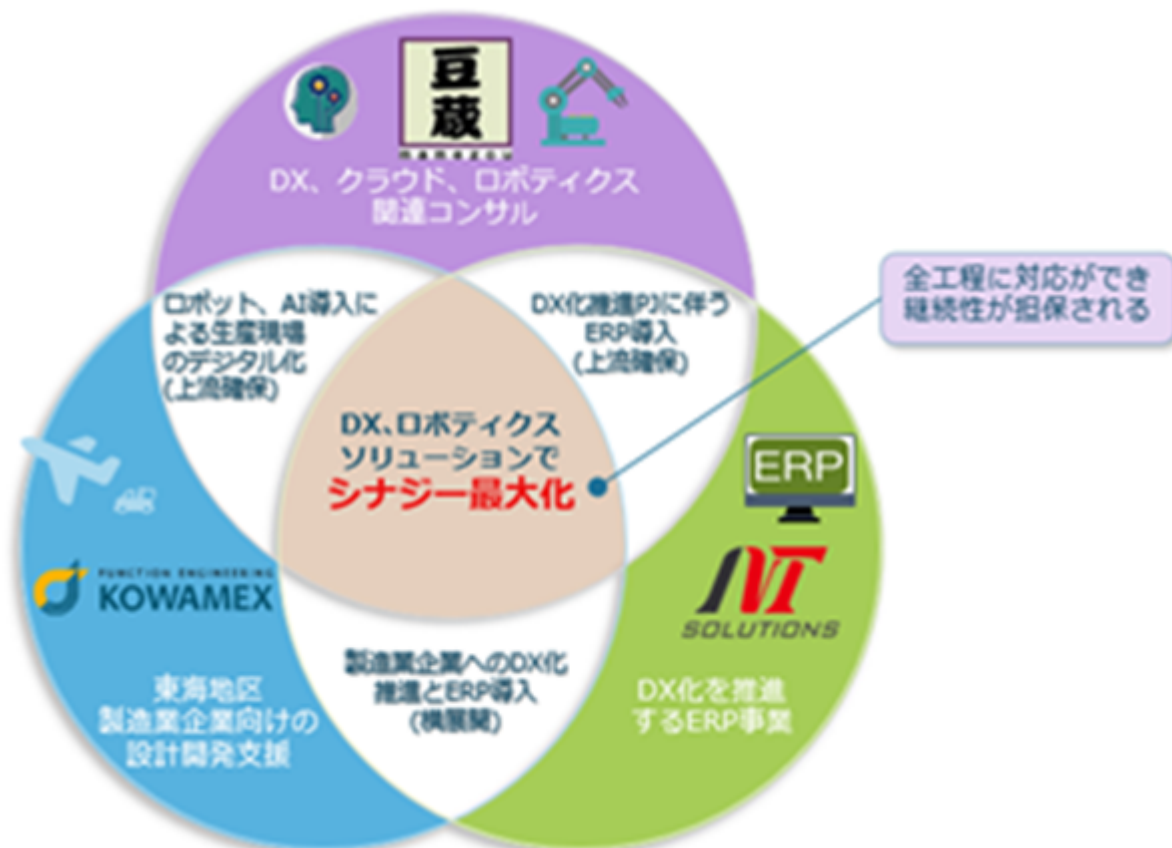 豆
蔵
mamezou
DX、クラウド、ロボティクス
関連コンサル
ロボット、AI導入に
よる生産現場
のデジタル化
(上流確保)
DX化推進PJに伴う
ERP導入
(上流確保)
全工程に対応ができ
継続性が担保される
DX、ロボティクス
ソリューションで
シナジー最大化
ERP
FUNCTION ENGINEERING
KOWAMEX
NT
SOLUTIONS
東海地区
製造業企業向けの
設計開発支援
製造業企業へのDX化
推進とERP導入
(横展開)
DX化を推進
するERP事業